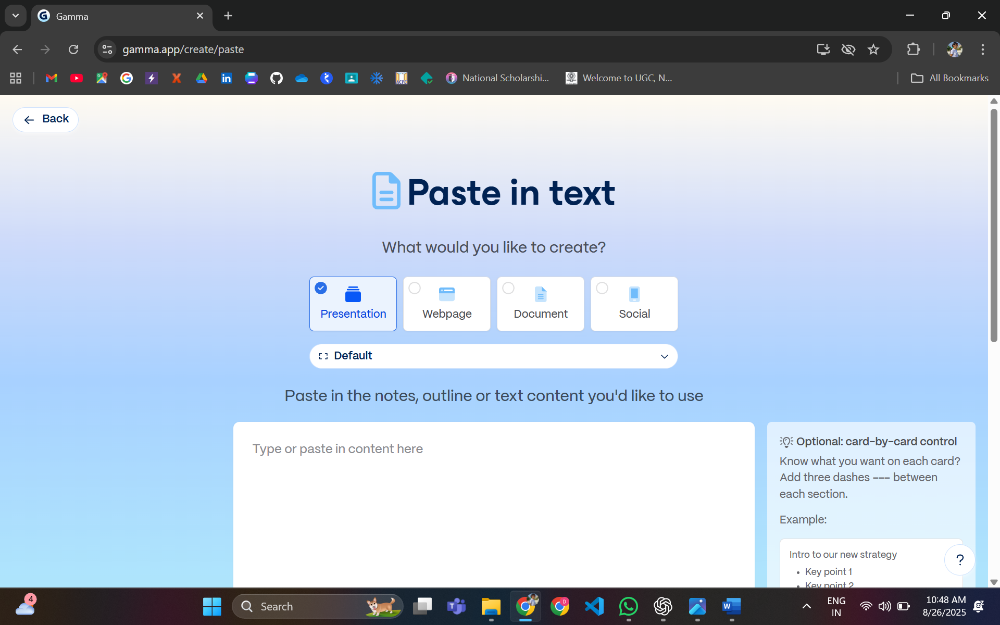 Gamma
gamma.app/create/paste
National Scholarshi...
Welcome to UGC, N...
All Bookmarks
Back
Paste in text
What would you like to create?
Presentation
Webpage
Document
Social
Default
Paste in the notes, outline or text content you'd like to use
Type or paste in content here
Optional: card-by-card control
Know what you want on each card?
Add three dashes --- between
each section.
Example:
Intro to our new strategy
• Key point 1
• Key point 2
?
4
Search
ENG
IN
10:48 AM
8/26/2025